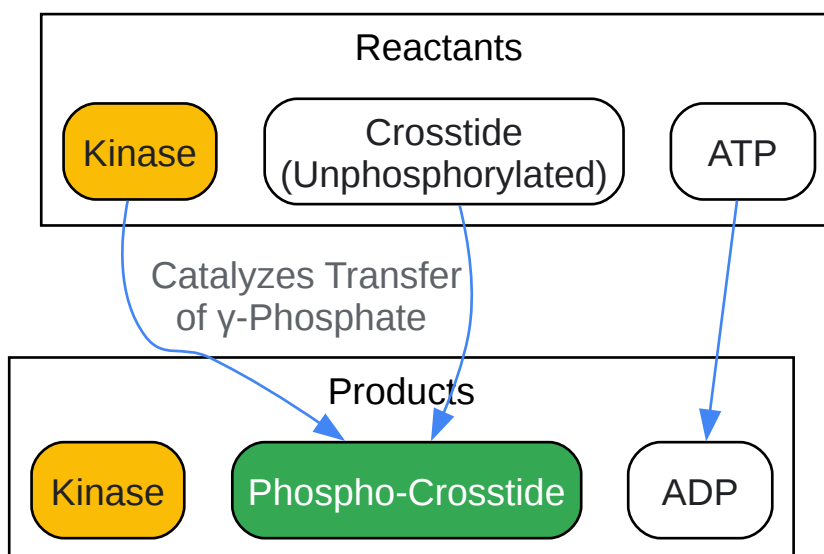 Reactants
Kinase
Crosstide
(Unphosphorylated)
ATP
Catalyzes Transfer
of γ-Phosphate
Products
Kinase
Phospho-Crosstide
ADP